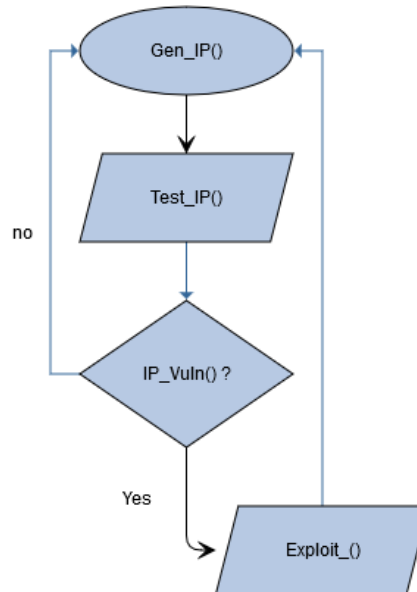 Gen_IP()
Test_IP()
no
IP_Vuln() ?
Yes
Exploit_()